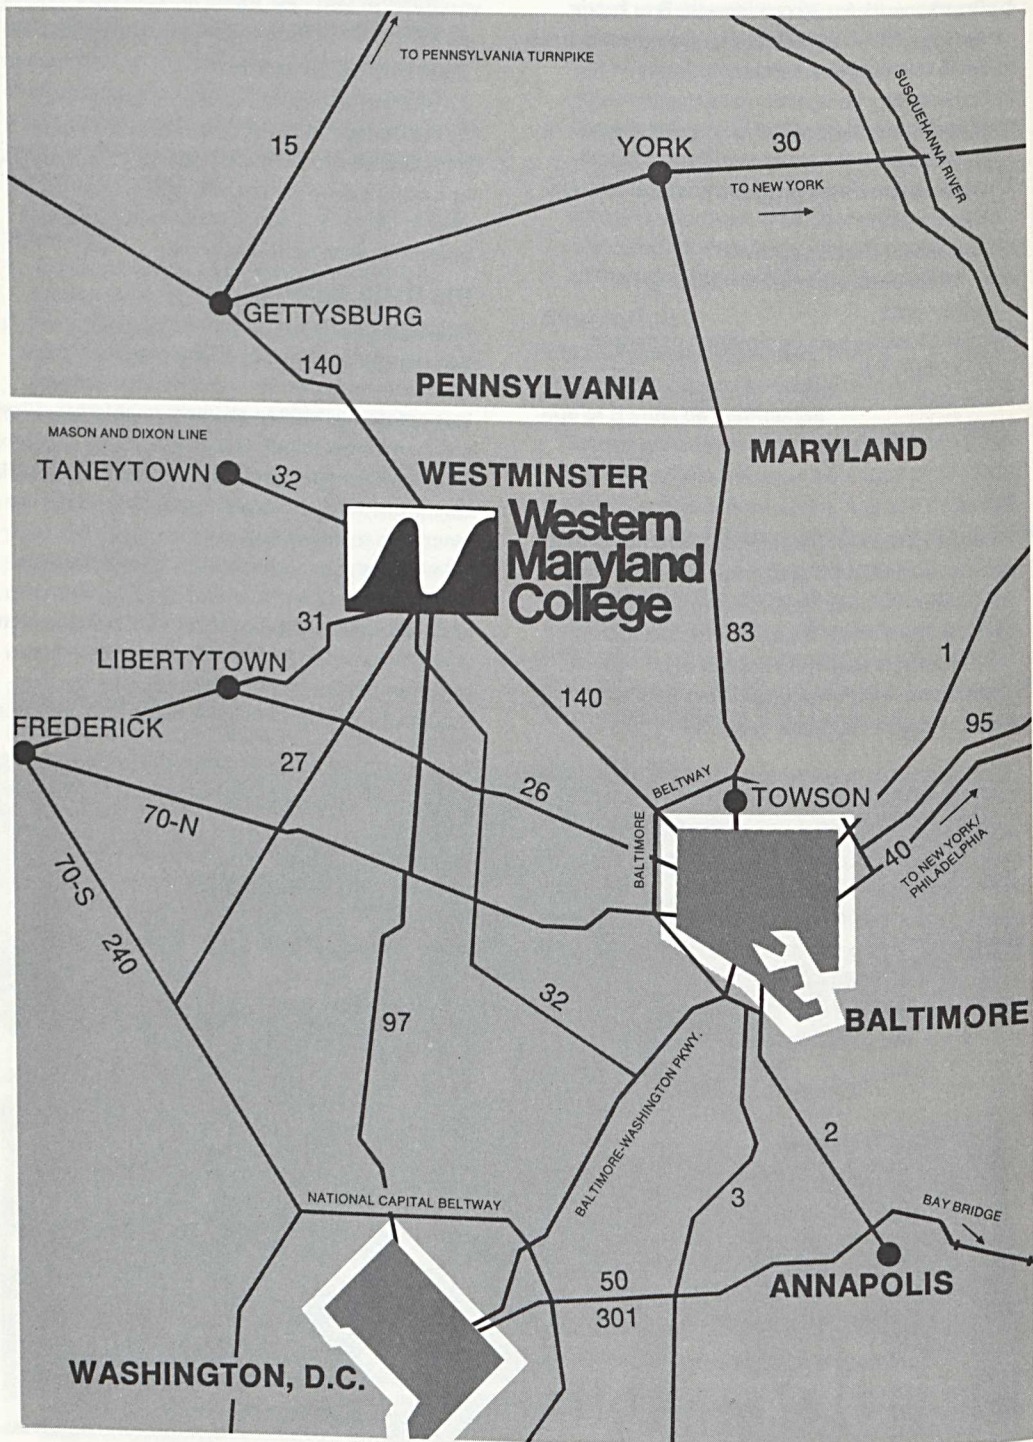 TO PENNSYLVANIA TURNPIKE
SUSQUEHANNA RIVER
15
YORK
30
TO NEW YORK
GETTYSBURG
140
PENNSYLVANIA
MASON AND DIXON LINE
MARYLAND
TANEYTOWN
32
WESTMINSTER
Western
Maryland
College
31
83
1
LIBERTYTOWN
140
95
FREDERICK
27
26
BELTWAY
TOWSON
70-N
BALTIMORE
40
TO NEW YORK/
PHILADELPHIA
70-S
240
32
97
BALTIMORE
BALTIMORE-WASHINGTON PKWY.
2
3
NATIONAL CAPITAL BELTWAY
BAY BRIDGE
50
301
ANNAPOLIS
WASHINGTON, D.C.